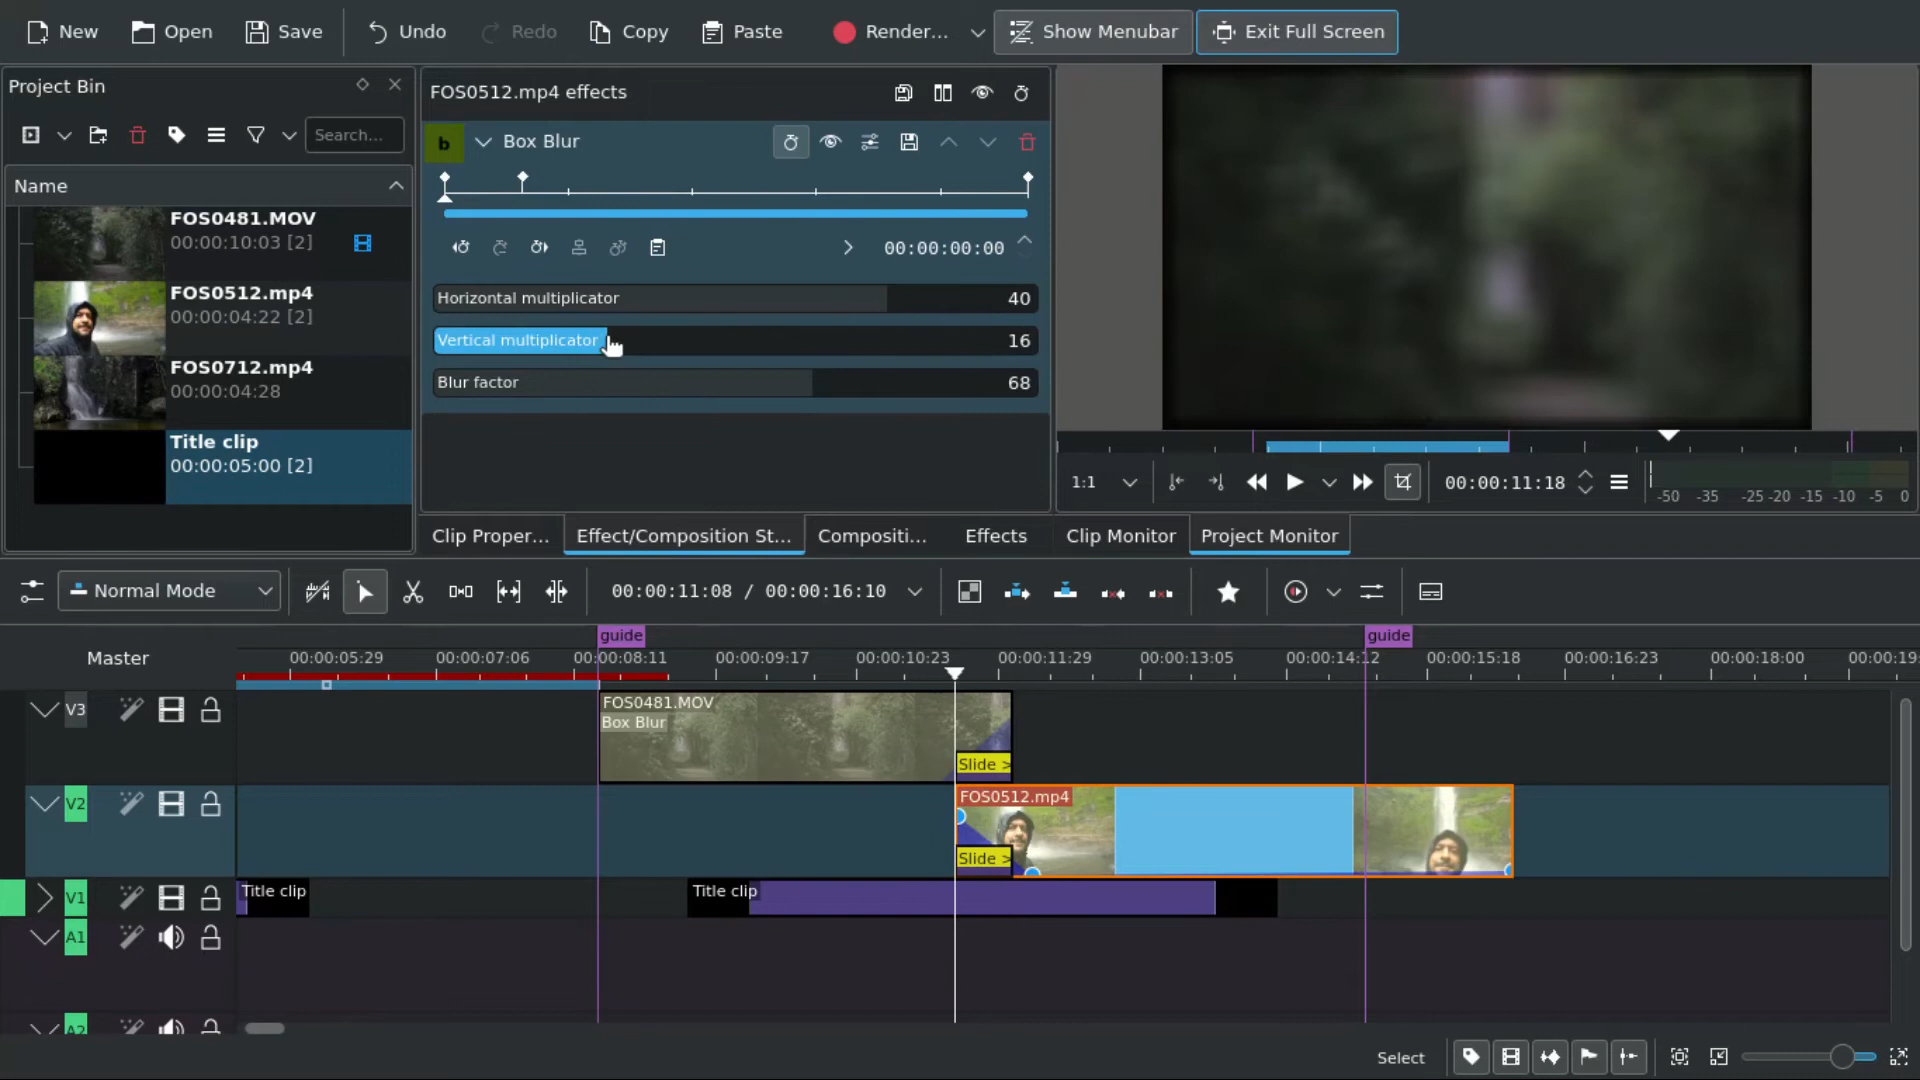 New Open Save Undo Redo Copy Paste Render... Show Menubar Exit Full Screen
Project Bin
Search...
Name
FOS0481.MOV
00:00:10:03 [2]
FOS0512.mp4
00:00:04:22 [2]
FOS0712.mp4
00:00:04:28
Title clip
00:00:05:00 [2]
FOS0512.mp4 effects
b Box Blur
00:00:00:00
Horizontal multiplicator 40
Vertical multiplicator 16
Blur factor 68
1:1 00:00:11:18
-50 -35 -25 -20 -15 -10 -5 0
Clip Proper... Effect/Composition St... Compositi... Effects Clip Monitor Project Monitor
Normal Mode 00:00:11:08 / 00:00:16:10
guide guide
Master 00:00:05:29 00:00:07:06 00:00:08:11 00:00:09:17 00:00:10:23 00:00:11:29 00:00:13:05 00:00:14:12 00:00:15:18 00:00:16:23 00:00:18:00 00:00:19:
V3 FOS0481.MOV
Box Blur
Slide >
V2 FOS0512.mp4
Slide >
V1 Title clip Title clip
A1
A2
Select